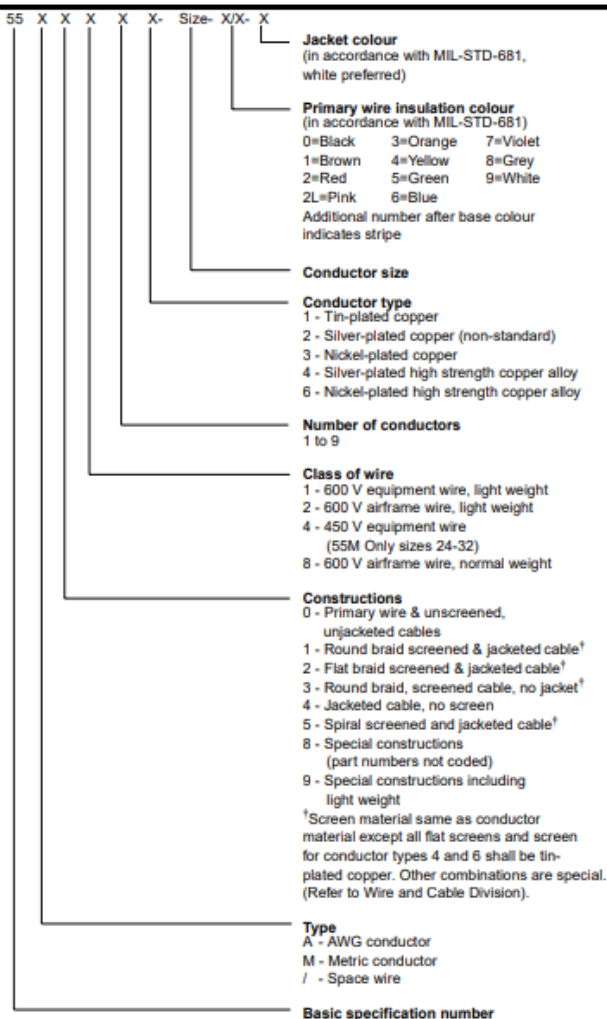 55 X X X X X- Size- X/X- X
Jacket colour
(in accordance with MIL-STD-681,
white preferred)
Primary wire insulation colour
(in accordance with MIL-STD-681)
0=Black 3=Orange 7=Violet
1=Brown 4=Yellow 8=Grey
2=Red 5=Green 9=White
2L=Pink 6=Blue
Additional number after base colour
indicates stripe
Conductor size
Conductor type
1 - Tin-plated copper
2 - Silver-plated copper (non-standard)
3 - Nickel-plated copper
4 - Silver-plated high strength copper alloy
6 - Nickel-plated high strength copper alloy
Number of conductors
1 to 9
Class of wire
1 - 600 V equipment wire, light weight
2 - 600 V airframe wire, light weight
4 - 450 V equipment wire
(55M Only sizes 24-32)
8 - 600 V airframe wire, normal weight
Constructions
0 - Primary wire & unscreened,
unjacketed cables
1 - Round braid screened & jacketed cable†
2 - Flat braid screened & jacketed cable†
3 - Round braid, screened cable, no jacket†
4 - Jacketed cable, no screen
5 - Spiral screened and jacketed cable†
8 - Special constructions
(part numbers not coded)
9 - Special constructions including
light weight
†Screen material same as conductor
material except all flat screens and screen
for conductor types 4 and 6 shall be tin-
plated copper. Other combinations are special.
(Refer to Wire and Cable Division).
Type
A - AWG conductor
M - Metric conductor
/ - Space wire
Basic specification number